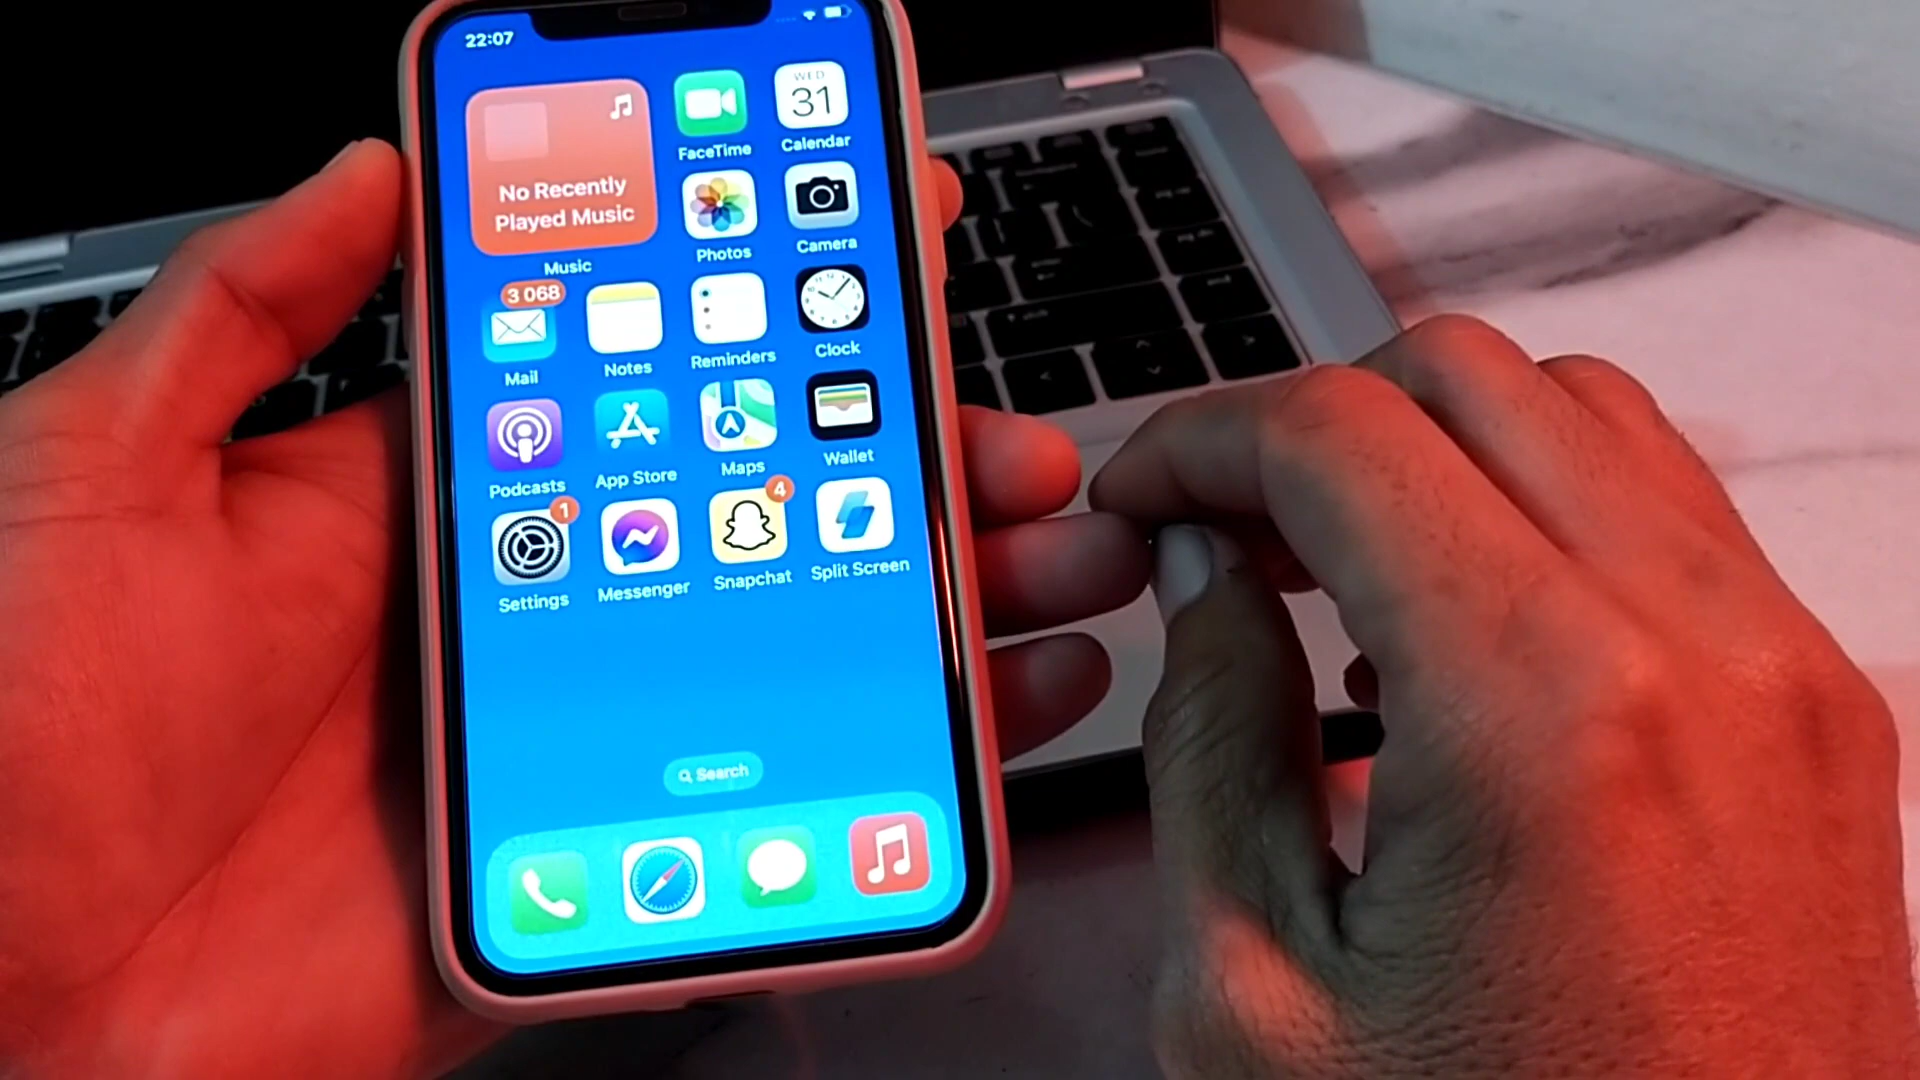 22:07
WED
31
No Recently
Played Music
Music
FaceTime
Calendar
Photos
Camera
3 068
Mail
Notes
Reminders
Clock
Podcasts
App Store
Maps
Wallet
1
4
Settings
Messenger
Snapchat
Split Screen
Search